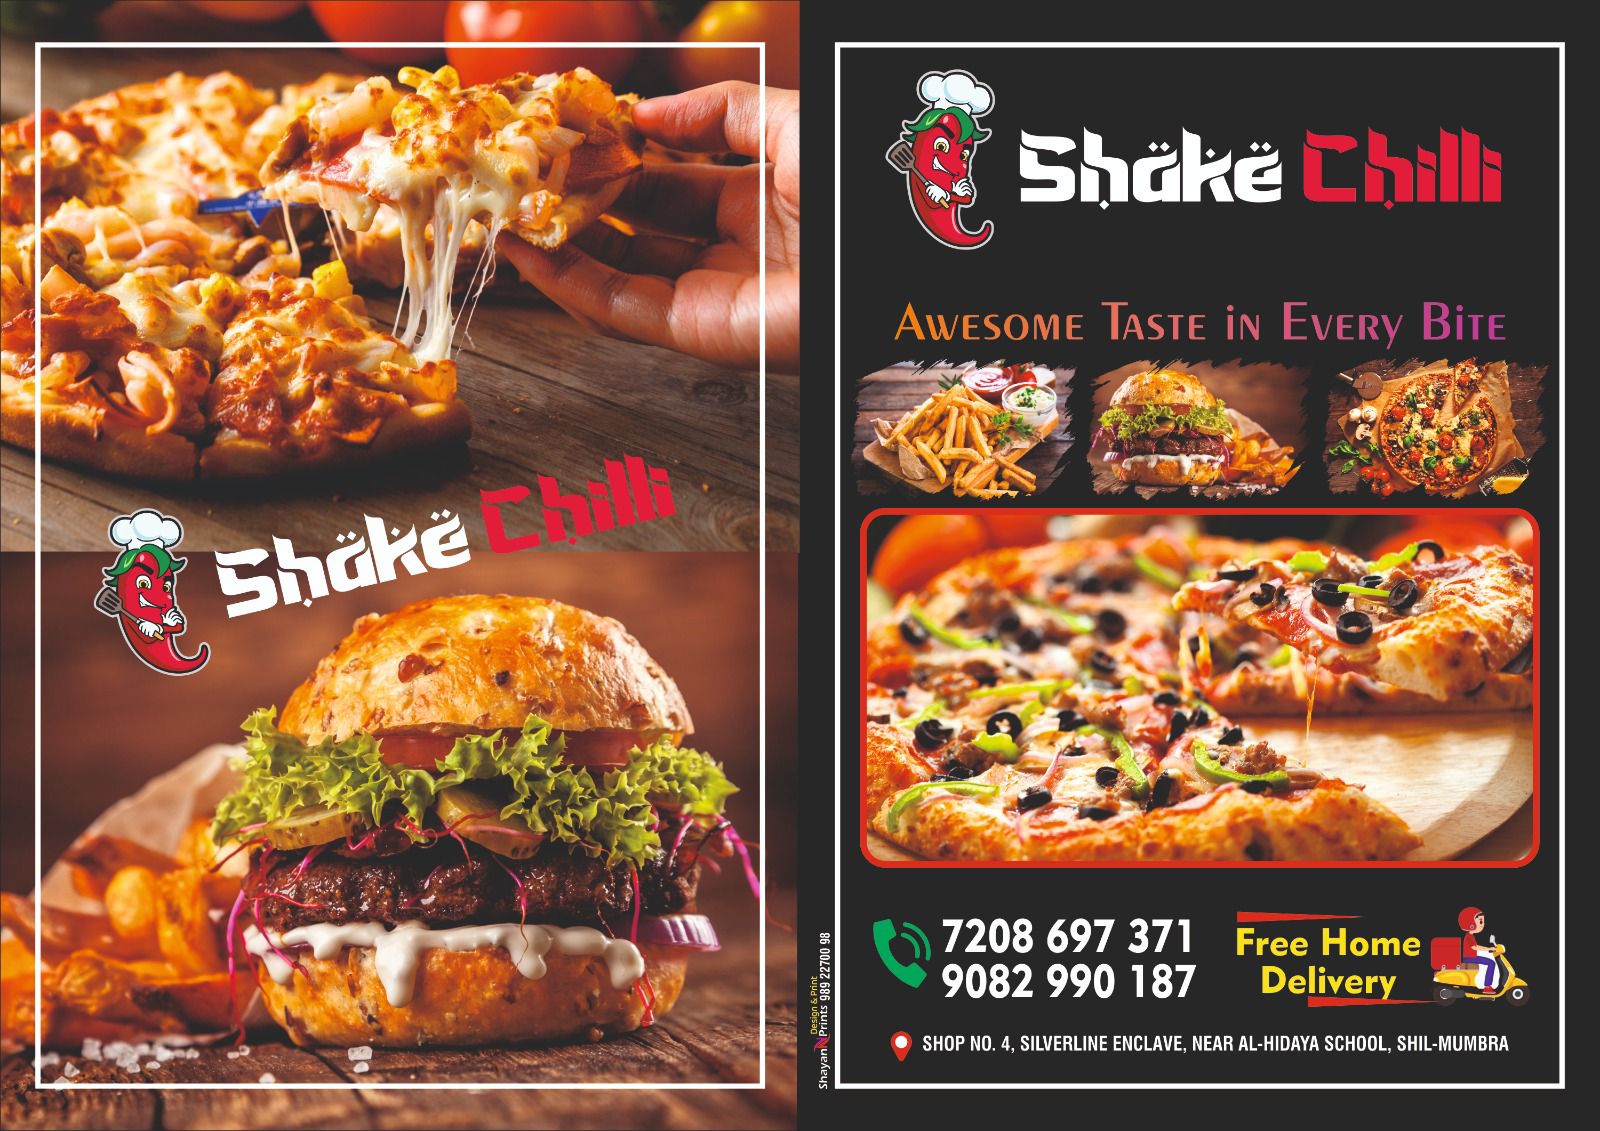 Shake Chilli
Shake Chilli
AWESOME TASTE iN EVERY BiTE
7208 697 371
9082 990 187
Free Home
Delivery
SHOP NO. 4, SILVERLINE ENCLAVE, NEAR AL-HIDAYA SCHOOL, SHIL-MUMBRA
Design & Print
Shayan Prints 989 22700 98